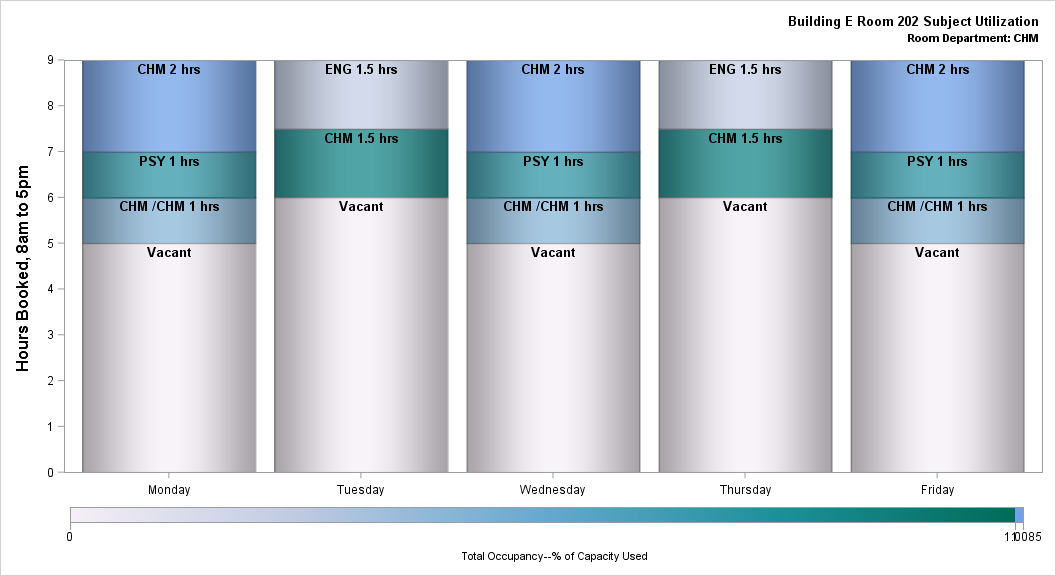 Building E Room 202 Subject Utilization
Room Department: CHM
Hours Booked, 8am to 5pm
9
8
7
6
5
4
3
2
1
0
CHM 2 hrs
PSY 1 hrs
CHM /CHM 1 hrs
Vacant
ENG 1.5 hrs
CHM 1.5 hrs
Vacant
CHM 2 hrs
PSY 1 hrs
CHM /CHM 1 hrs
Vacant
ENG 1.5 hrs
CHM 1.5 hrs
Vacant
CHM 2 hrs
PSY 1 hrs
CHM /CHM 1 hrs
Vacant
Monday Tuesday Wednesday Thursday Friday
0
Total Occupancy--% of Capacity Used